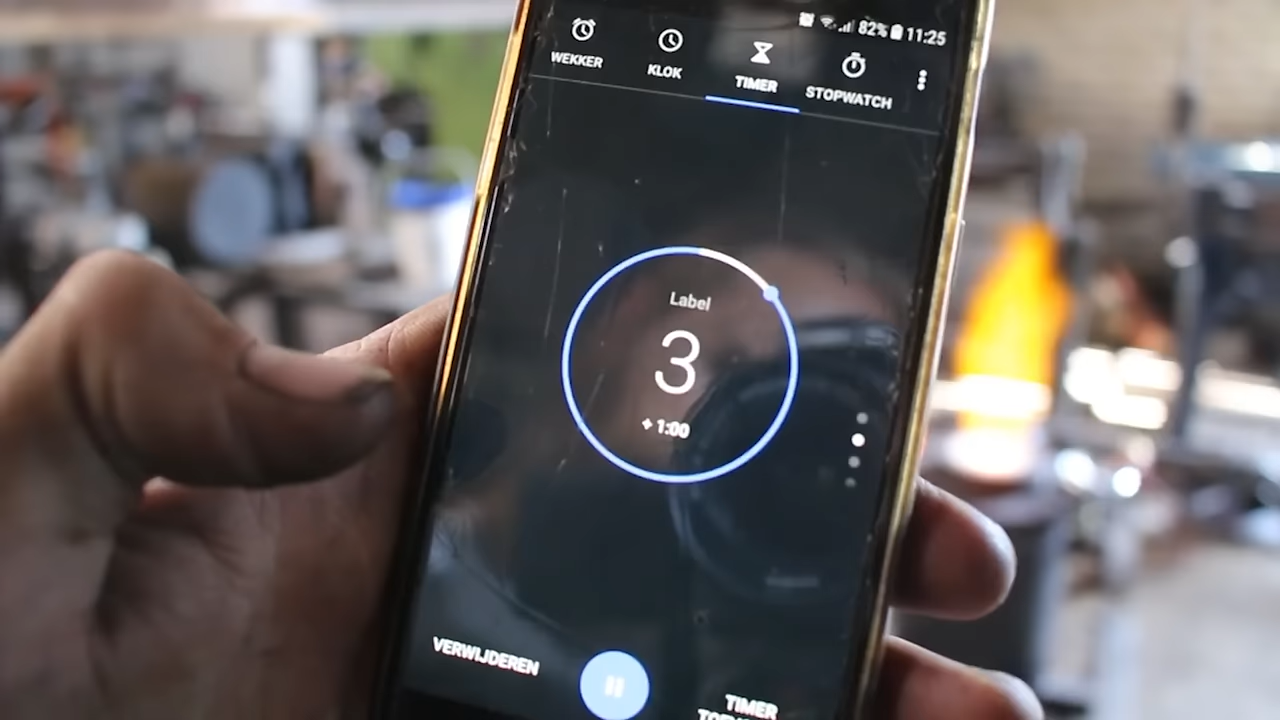 82% 11:25
WEKKER KLOK TIMER STOPWATCH
Label
3
+ 1:00
VERWIJDEREN
TIMER